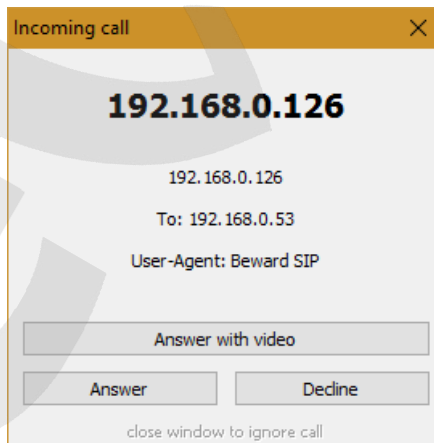 Incoming call
192.168.0.126
192.168.0.126
To: 192.168.0.53
User-Agent: Beward SIP
Answer with video
Answer Decline
close window to ignore call